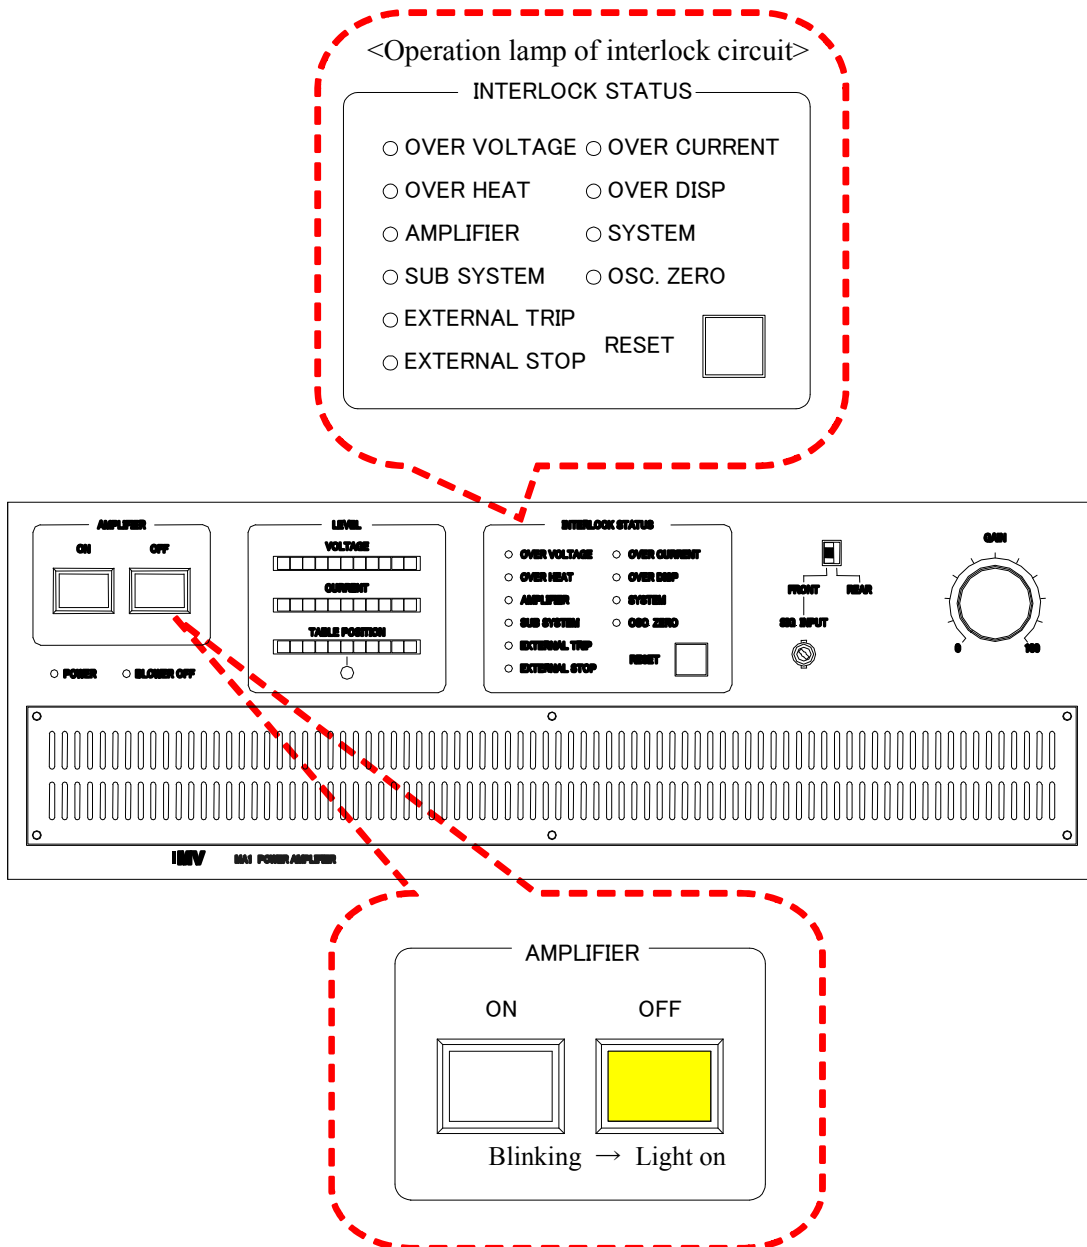 <Operation lamp of interlock circuit>
INTERLOCK STATUS
OVER VOLTAGE OVER CURRENT
OVER HEAT OVER DISP
AMPLIFIER SYSTEM
SUB SYSTEM OSC. ZERO
EXTERNAL TRIP
RESET
EXTERNAL STOP
AMPLIFIER LEVEL INTERLOCK STATUS
ON OFF VOLTAGE OVER VOLTAGE OVER CURRENT GAIN
OVER HEAT OVER DISP
CURRENT FRONT REAR
AMPLIFIER SYSTEM
SUB SYSTEM OSC. ZERO SIG. INPUT
TABLE POSITION
EXTERNAL TRIP 0 100
RESET
EXTERNAL STOP
POWER BLOWER OFF
IMV MA1 POWER AMPLIFIER
AMPLIFIER
ON OFF
Blinking → Light on